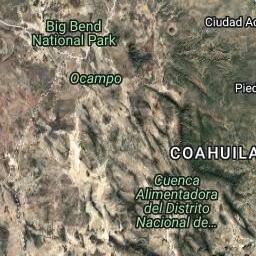 Big Bend
National Park
Ciudad Ac
Ocampo
Pied
COAHUILA
Cuenca
Alimentadora
del Distrito
Nacional de...